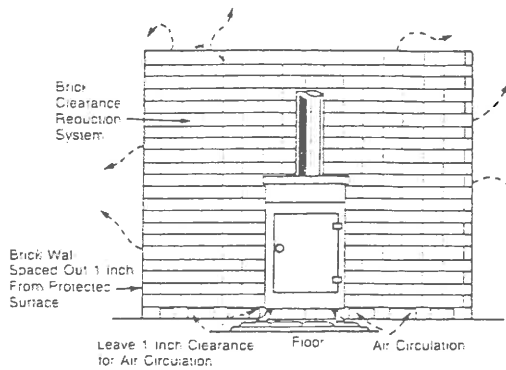 Brick
Clearance
Reduction
System
Brick Wall
Spaced Out 1 Inch
From Protected
Surface
Leave 1 Inch Clearance
for Air Circulation
Floor
Air Circulation